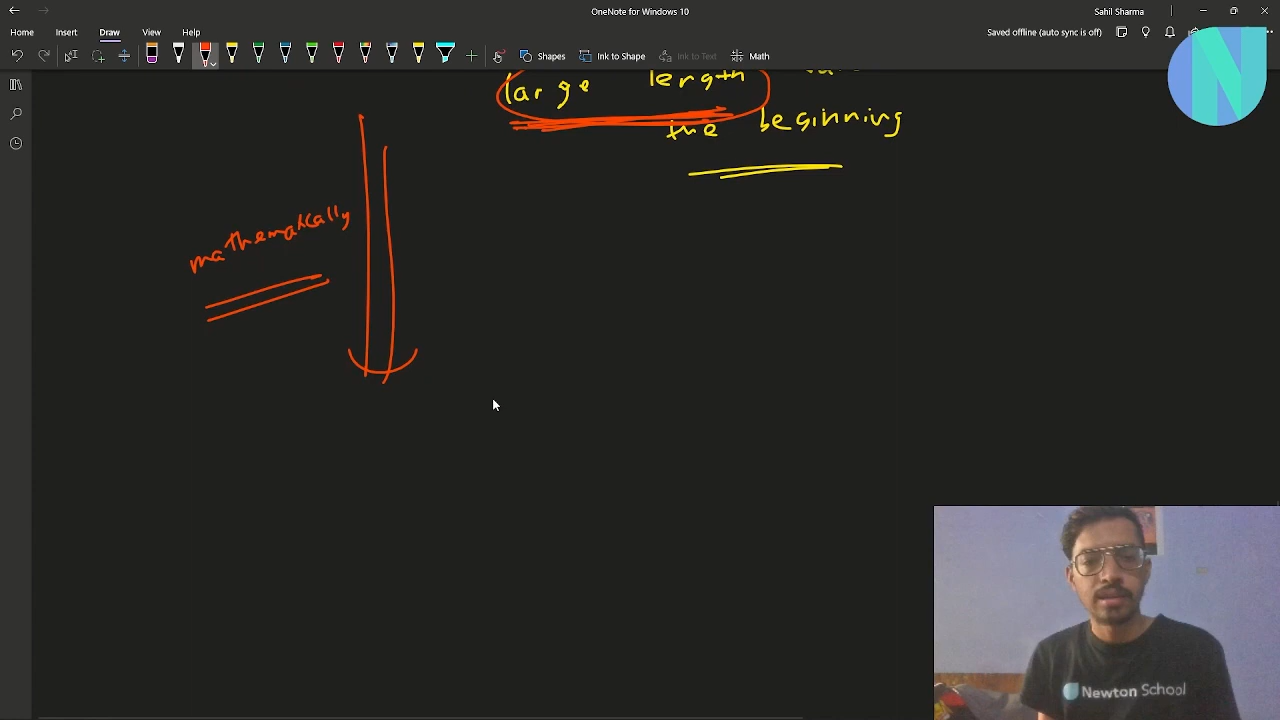 OneNote for Windows 10
Sahil Sharma
Home Insert Draw View Help
Saved offline (auto sync is off)
Shapes Ink to Shape Ink to Text Math
large length
the beginning
mathematically
N
Newton School